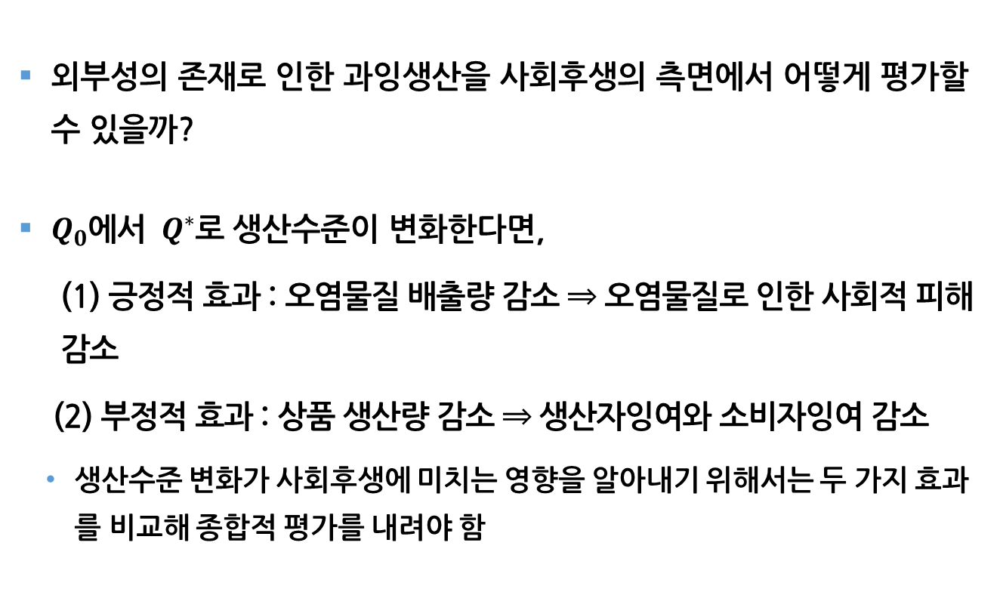 ▪ 외부성의 존재로 인한 과잉생산을 사회후생의 측면에서 어떻게 평가할
수 있을까?
▪ Q₀에서 Q*로 생산수준이 변화한다면,
(1) 긍정적 효과 : 오염물질 배출량 감소 ⇒ 오염물질로 인한 사회적 피해
감소
(2) 부정적 효과 : 상품 생산량 감소 ⇒ 생산자잉여와 소비자잉여 감소
• 생산수준 변화가 사회후생에 미치는 영향을 알아내기 위해서는 두 가지 효과
를 비교해 종합적 평가를 내려야 함